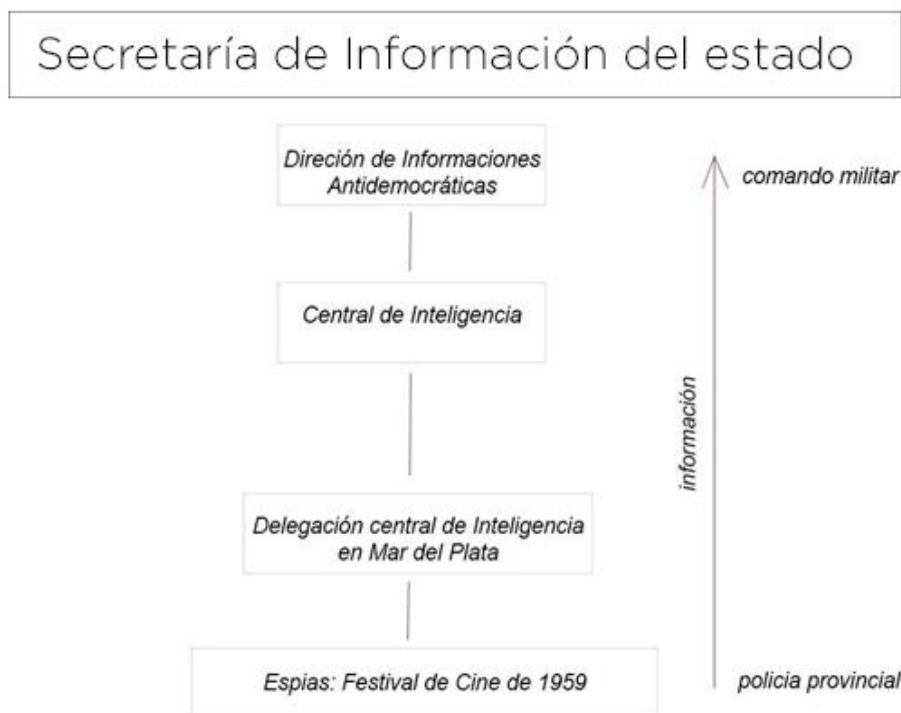 Secretaría de Información del estado
Direción de Informaciones
Antidemocráticas
comando militar
Central de Inteligencia
información
Delegación central de Inteligencia
en Mar del Plata
Espias: Festival de Cine de 1959
policia provincial